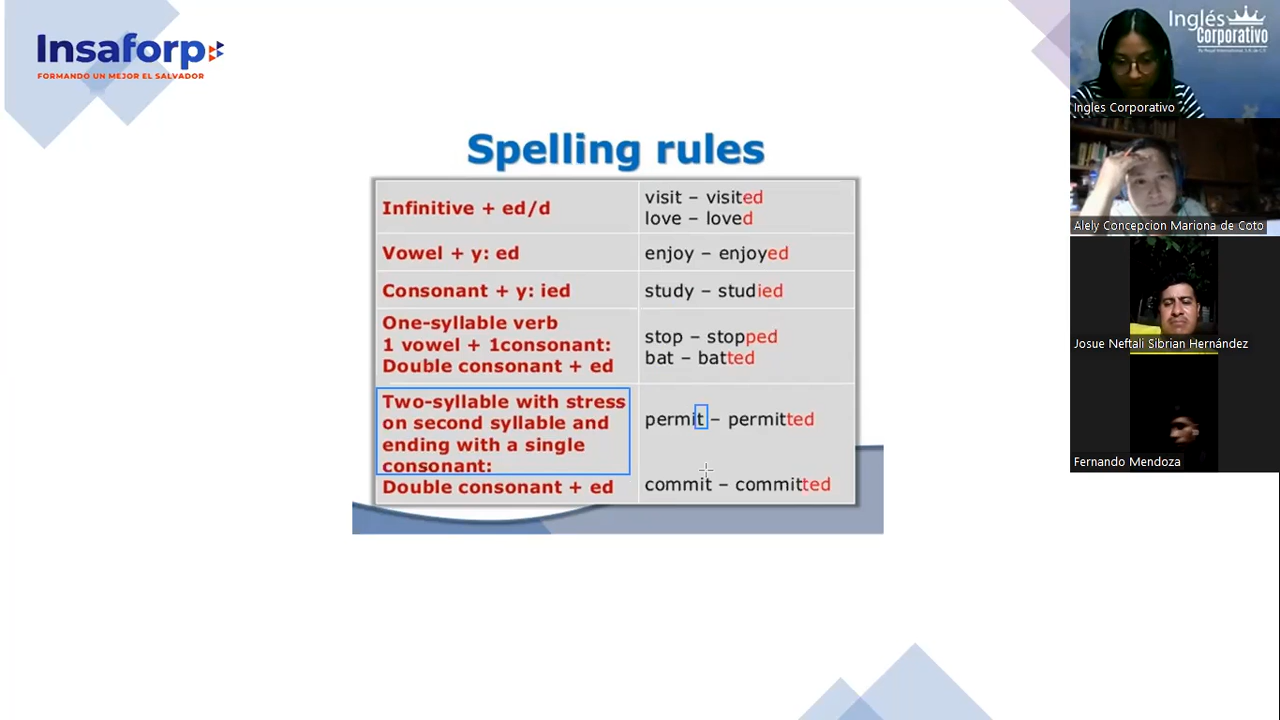 Insaforp
FORMANDO UN MEJOR EL SALVADOR
Spelling rules
Infinitive + ed/d
visit – visited
love – loved
Vowel + y: ed
enjoy – enjoyed
Consonant + y: ied
study – studied
One-syllable verb
1 vowel + 1consonant:
Double consonant + ed
stop – stopped
bat – batted
Two-syllable with stress
on second syllable and
ending with a single
consonant:
Double consonant + ed
permit – permitted
commit – committed
Inglés
Corporativo
Ingles Corporativo
Alely Concepcion Mariona de Coto
Josue Neftali Sibrian Hernández
Fernando Mendoza